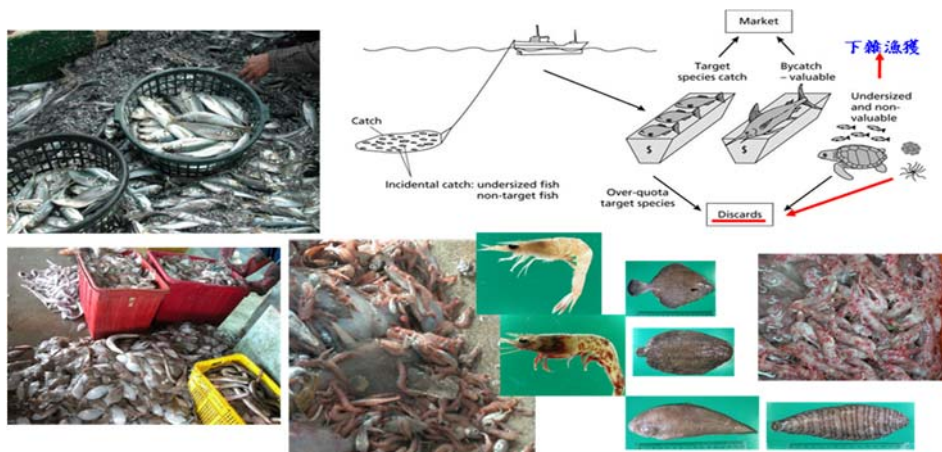 Market
Target
species catch
Bycatch
– valuable
下雜漁獲
Undersized
and non-
valuable
Catch
$
$
Incidental catch: undersized fish
non-target fish
Over-quota
target species
Discards